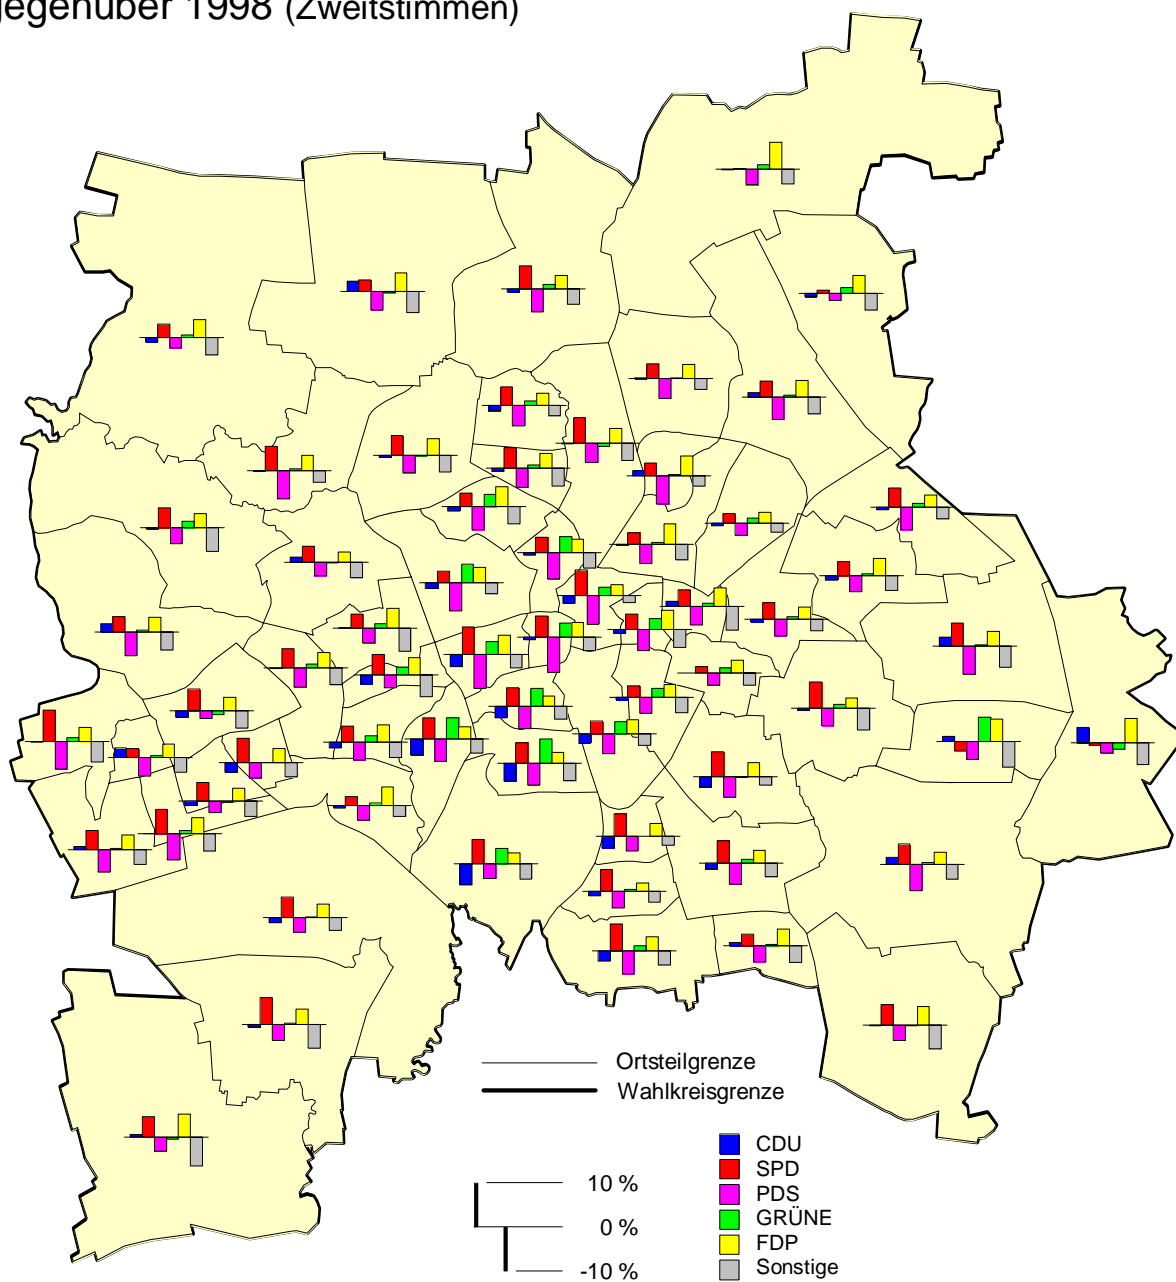 gegenüber 1998 (Zweitstimmen)
Ortsteilgrenze
Wahlkreisgrenze
10 %
0 %
-10 %
CDU
SPD
PDS
GRÜNE
FDP
Sonstige